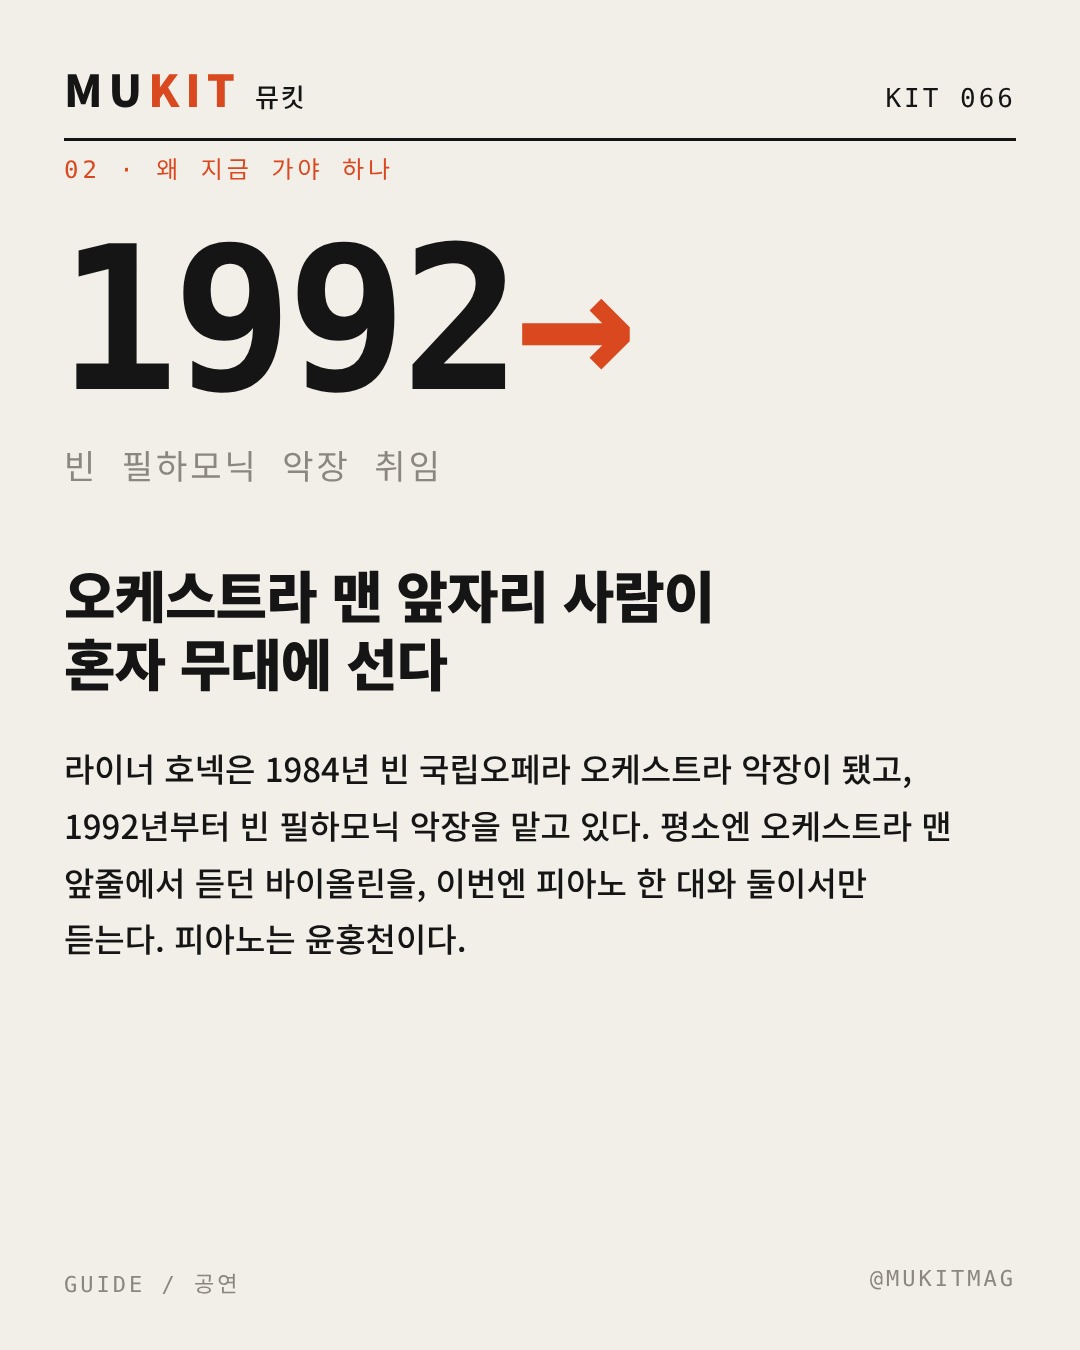 MUKIT 뮤킷
KIT 066
02 · 왜 지금 가야 하나
1992→
빈 필하모닉 악장 취임
오케스트라 맨 앞자리 사람이
혼자 무대에 선다
라이너 호넥은 1984년 빈 국립오페라 오케스트라 악장이 됐고,
1992년부터 빈 필하모닉 악장을 맡고 있다. 평소엔 오케스트라 맨
앞줄에서 듣던 바이올린을, 이번엔 피아노 한 대와 둘이서만
듣는다. 피아노는 윤홍천이다.
GUIDE / 공연
@MUKITMAG